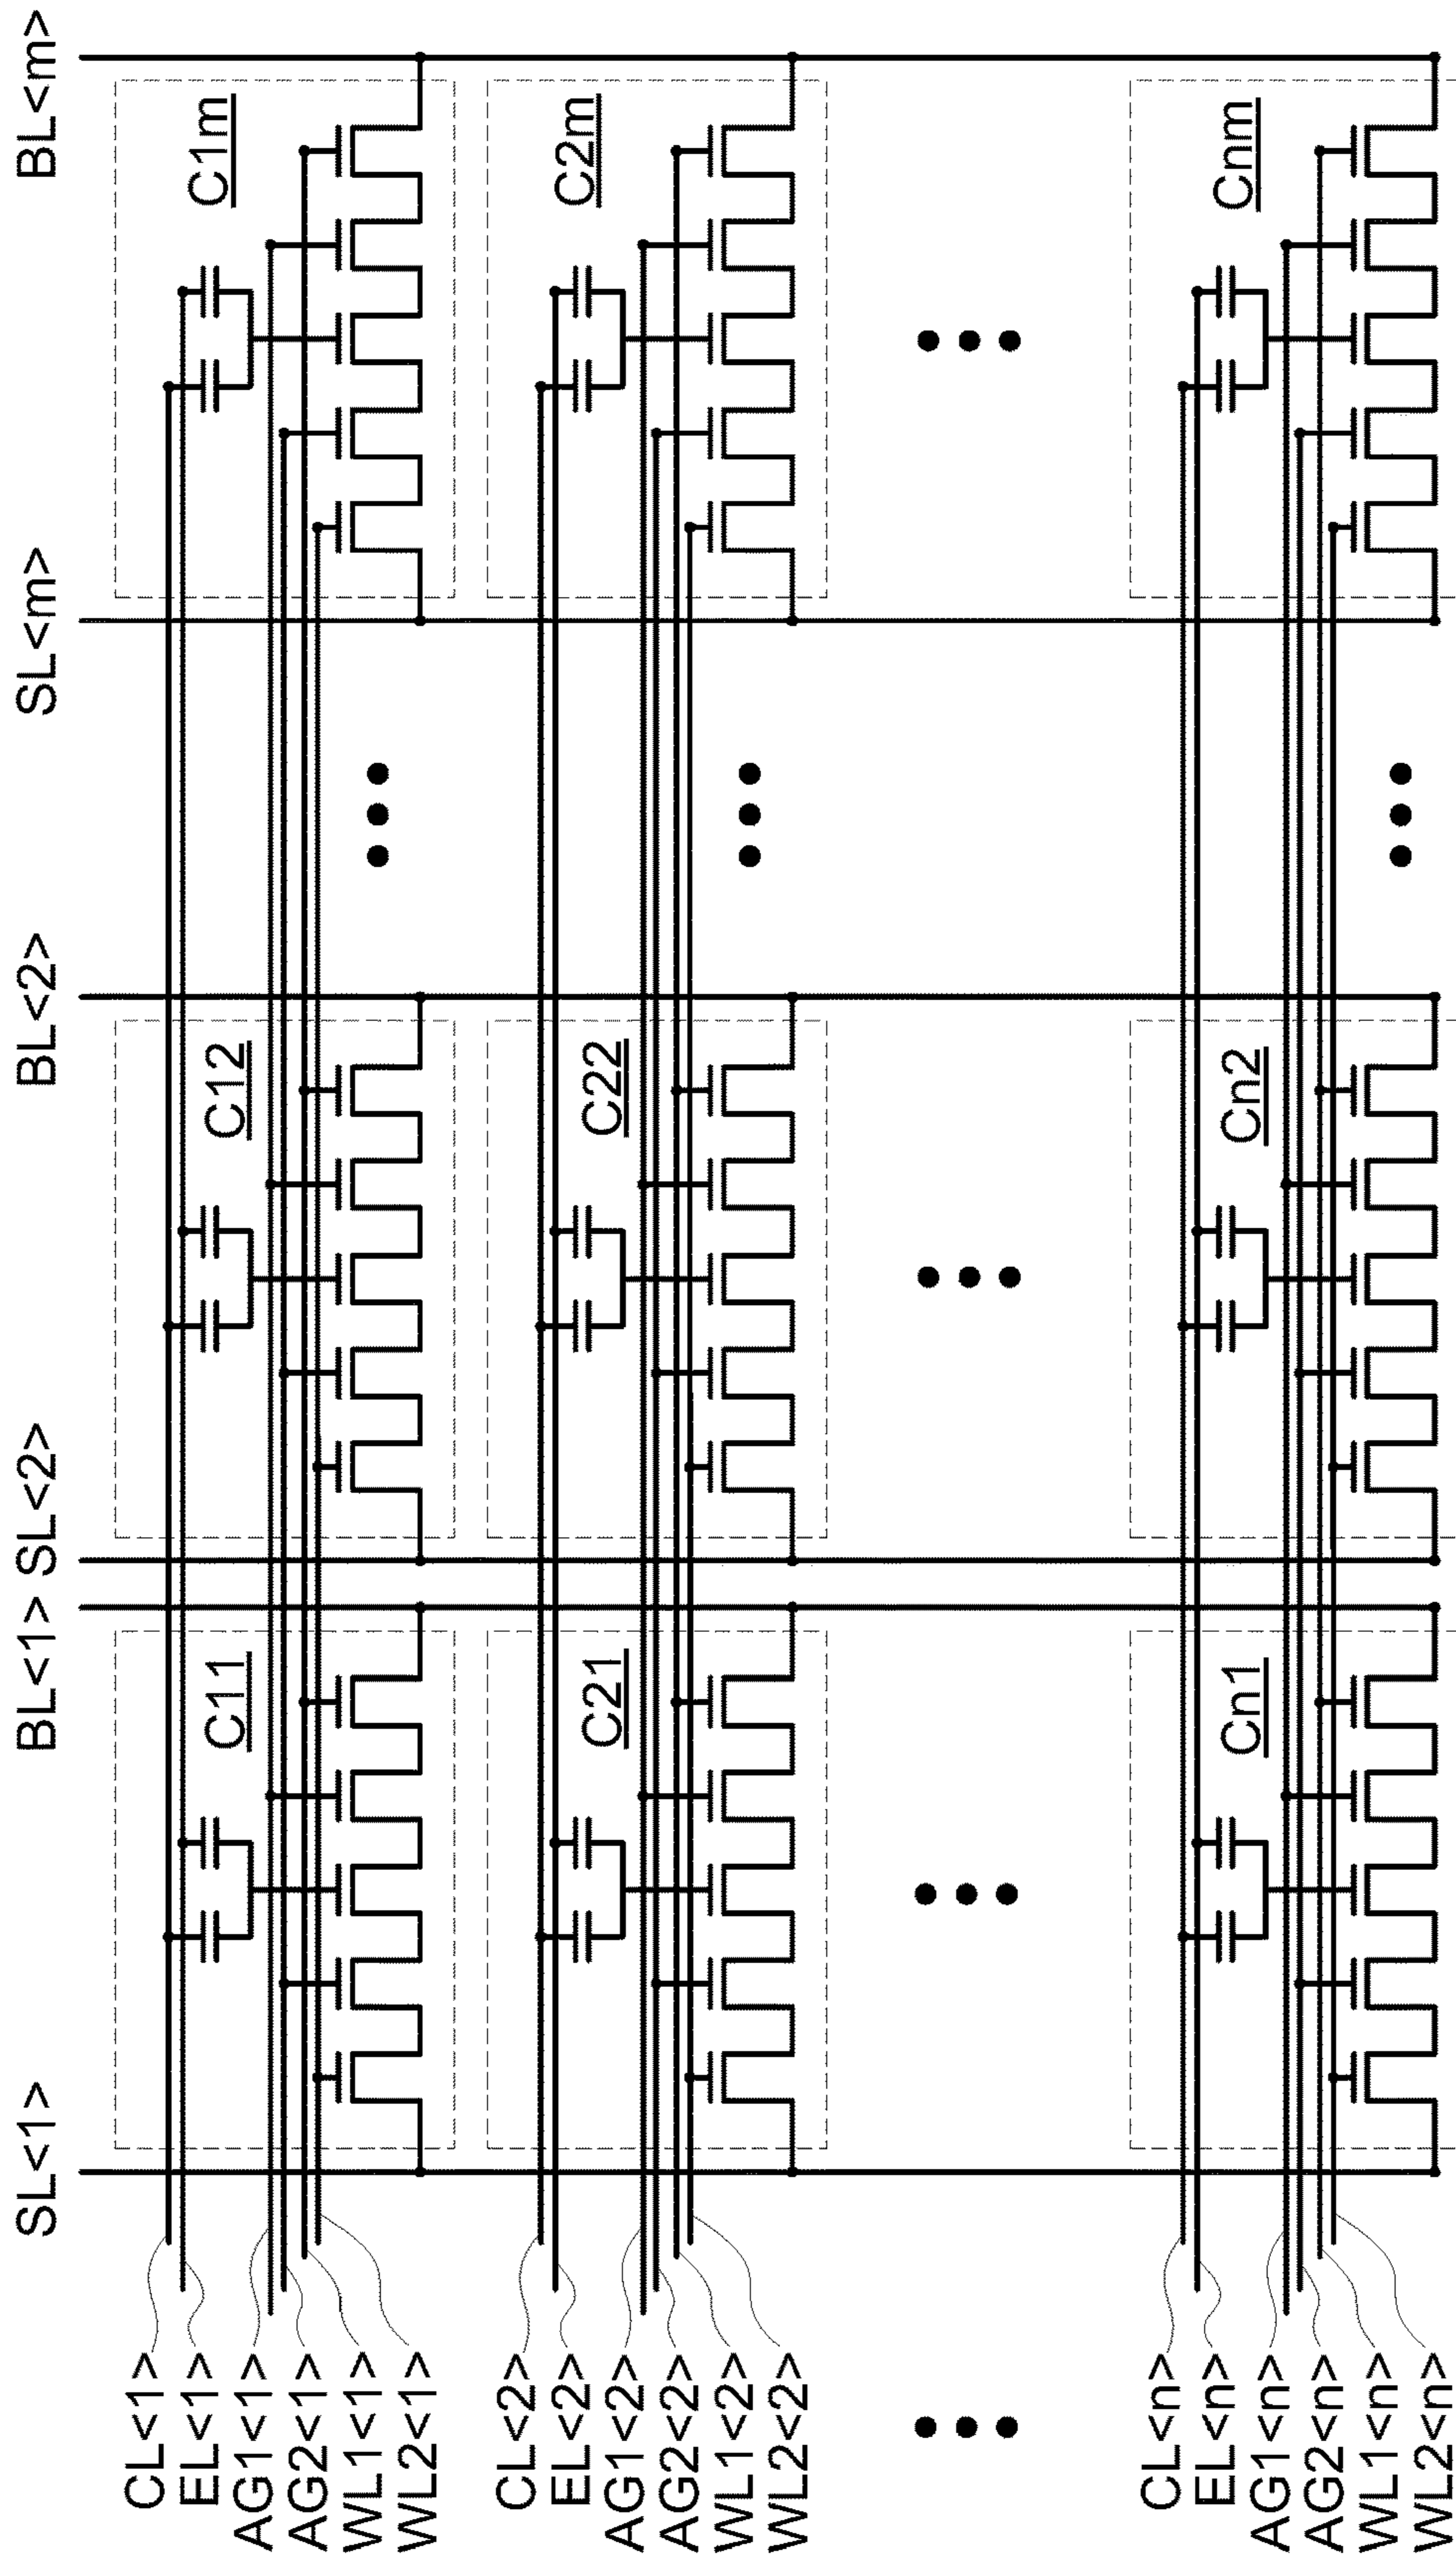 SL<1>
BL<1>
SL<2>
BL<2>
SL<m>
BL<m>
CL<1>
EL<1>
AG1<1>
AG2<1>
WL1<1>
WL2<1>
C11
C12
C1m
CL<2>
EL<2>
AG1<2>
AG2<2>
WL1<2>
WL2<2>
C21
C22
C2m
CL<n>
EL<n>
AG1<n>
AG2<n>
WL1<n>
WL2<n>
Cn1
Cn2
Cnm